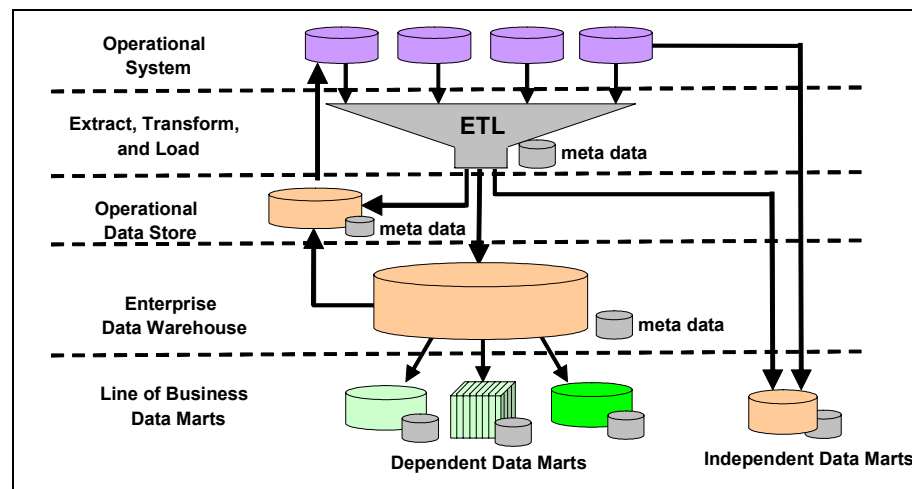 Operational
System
Extract, Transform,
and Load
ETL
meta data
Operational
Data Store
meta data
Enterprise
Data Warehouse
meta data
Line of Business
Data Marts
Dependent Data Marts
Independent Data Marts